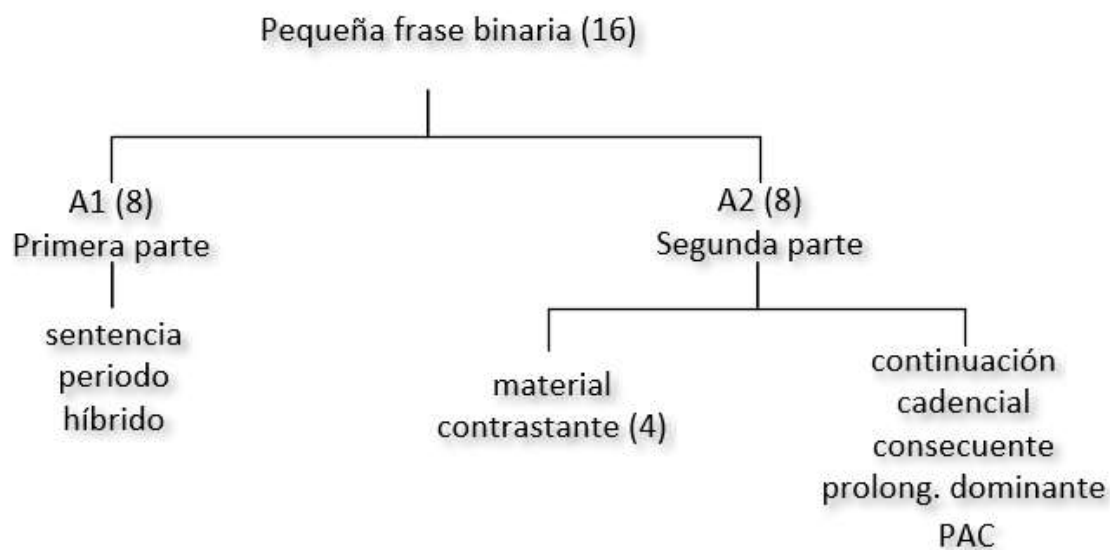 Pequeña frase binaria (16)
A1 (8)
Primera parte
sentencia
periodo
híbrido
A2 (8)
Segunda parte
material
contrastante (4)
continuación
cadencial
consecuente
prolong. dominante
PAC